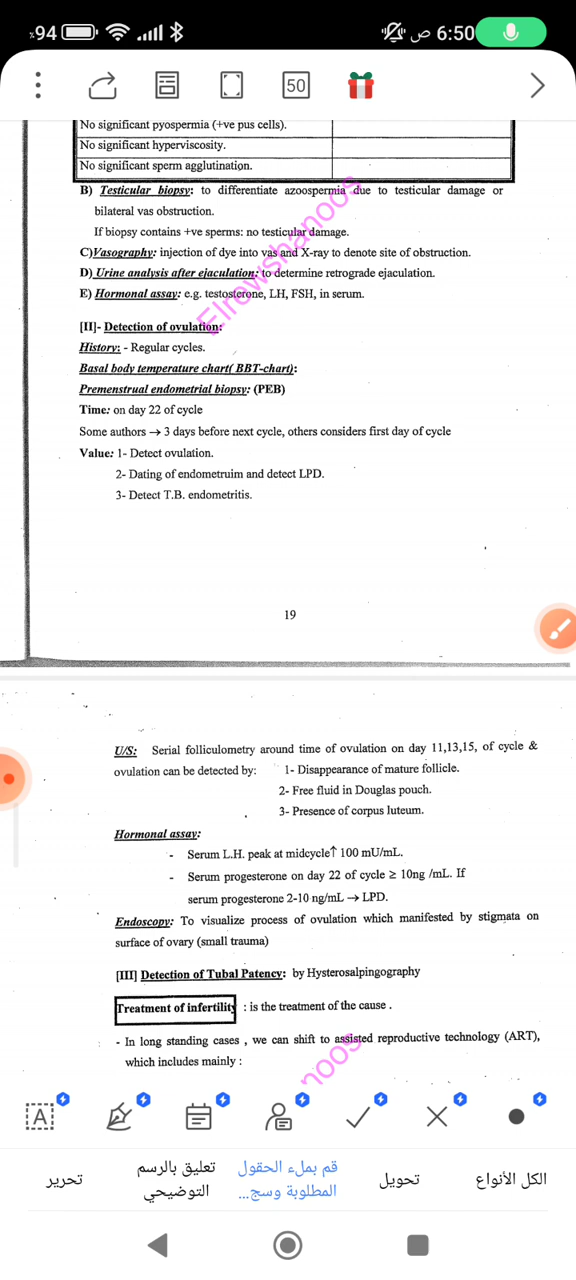 ٪94
6:50 ص
50
No significant pyospermia (+ve pus cells).
No significant hyperviscosity.
No significant sperm agglutination.
B) Testicular biopsy: to differentiate azoospermia due to testicular damage or
bilateral vas obstruction.
If biopsy contains +ve sperms: no testicular damage.
C)Vasography: injection of dye into vas and X-ray to denote site of obstruction.
D) Urine analysis after ejaculation: to determine retrograde ejaculation.
E) Hormonal assay: e.g. testosterone, LH, FSH, in serum.
Elrowshanoos
[II]- Detection of ovulation:
History: - Regular cycles.
Basal body temperature chart( BBT-chart):
Premenstrual endometrial biopsy: (PEB)
Time: on day 22 of cycle
Some authors → 3 days before next cycle, others considers first day of cycle
Value: 1- Detect ovulation.
2- Dating of endometruim and detect LPD.
3- Detect T.B. endometritis.
19
U/S: Serial folliculometry around time of ovulation on day 11,13,15, of cycle &
ovulation can be detected by: 1- Disappearance of mature follicle.
2- Free fluid in Douglas pouch.
3- Presence of corpus luteum.
Hormonal assay:
- Serum L.H. peak at midcycle↑ 100 mU/mL.
- Serum progesterone on day 22 of cycle ≥ 10ng /mL. If
serum progesterone 2-10 ng/mL → LPD.
Endoscopy: To visualize process of ovulation which manifested by stigmata on
surface of ovary (small trauma)
[III] Detection of Tubal Patency: by Hysterosalpingography
Treatment of infertility : is the treatment of the cause .
- In long standing cases , we can shift to assisted reproductive technology (ART),
which includes mainly :
noos
A
الكل الأنواع
تحويل
قم بملء الحقول
المطلوبة وسج...
تعليق بالرسم
التوضيحي
تحرير